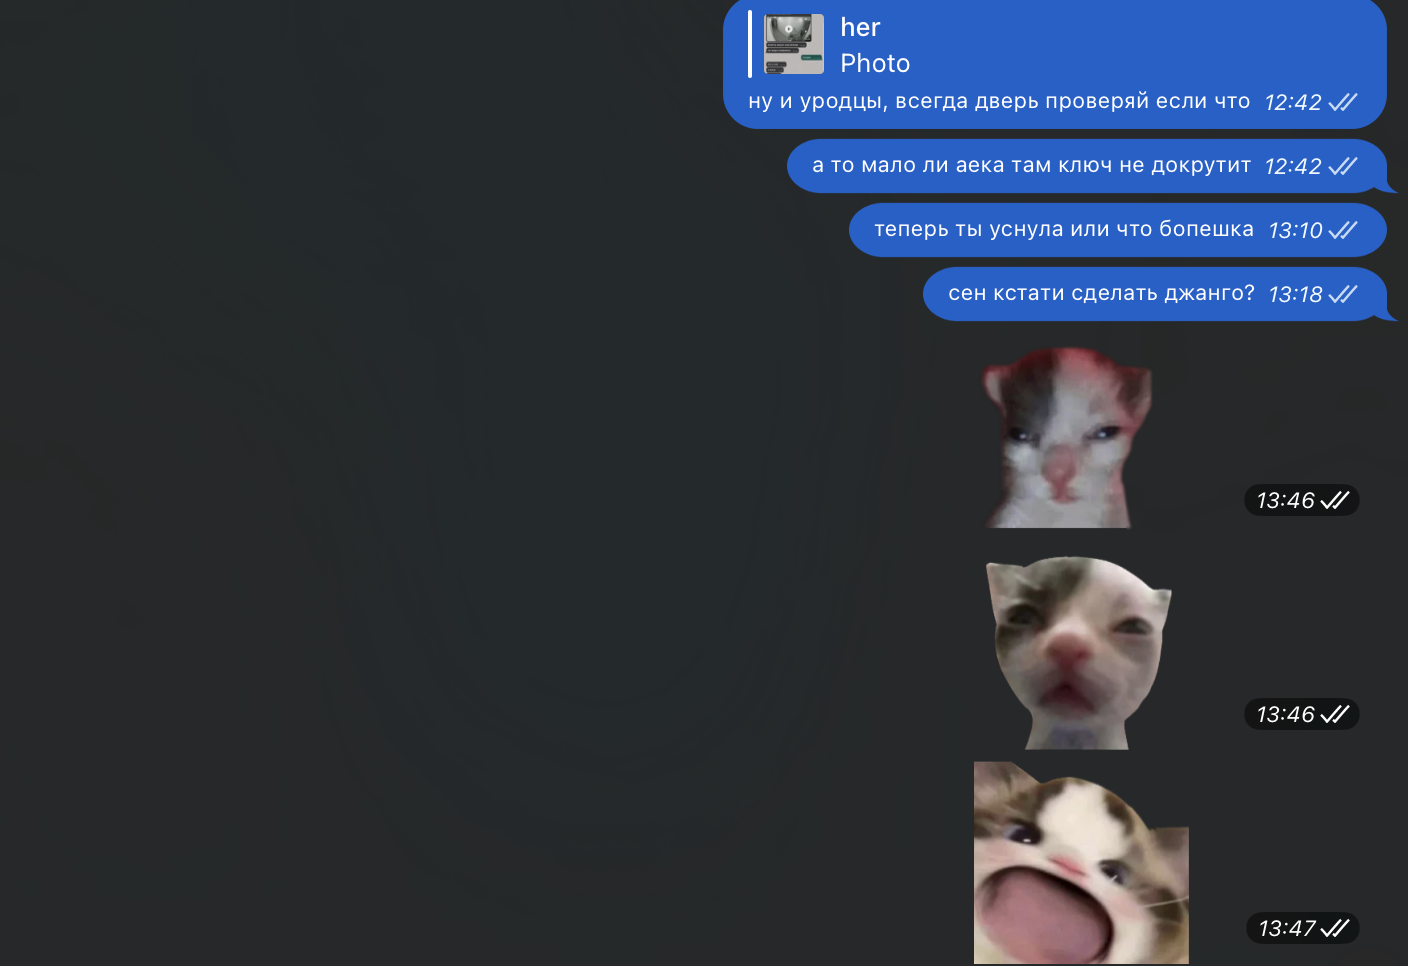 her
Photo
ну и уродцы, всегда дверь проверяй если что 12:42
а то мало ли аека там ключ не докрутит 12:42
теперь ты уснула или что бопешка 13:10
сен кстати сделать джанго? 13:18
13:46
13:46
13:47